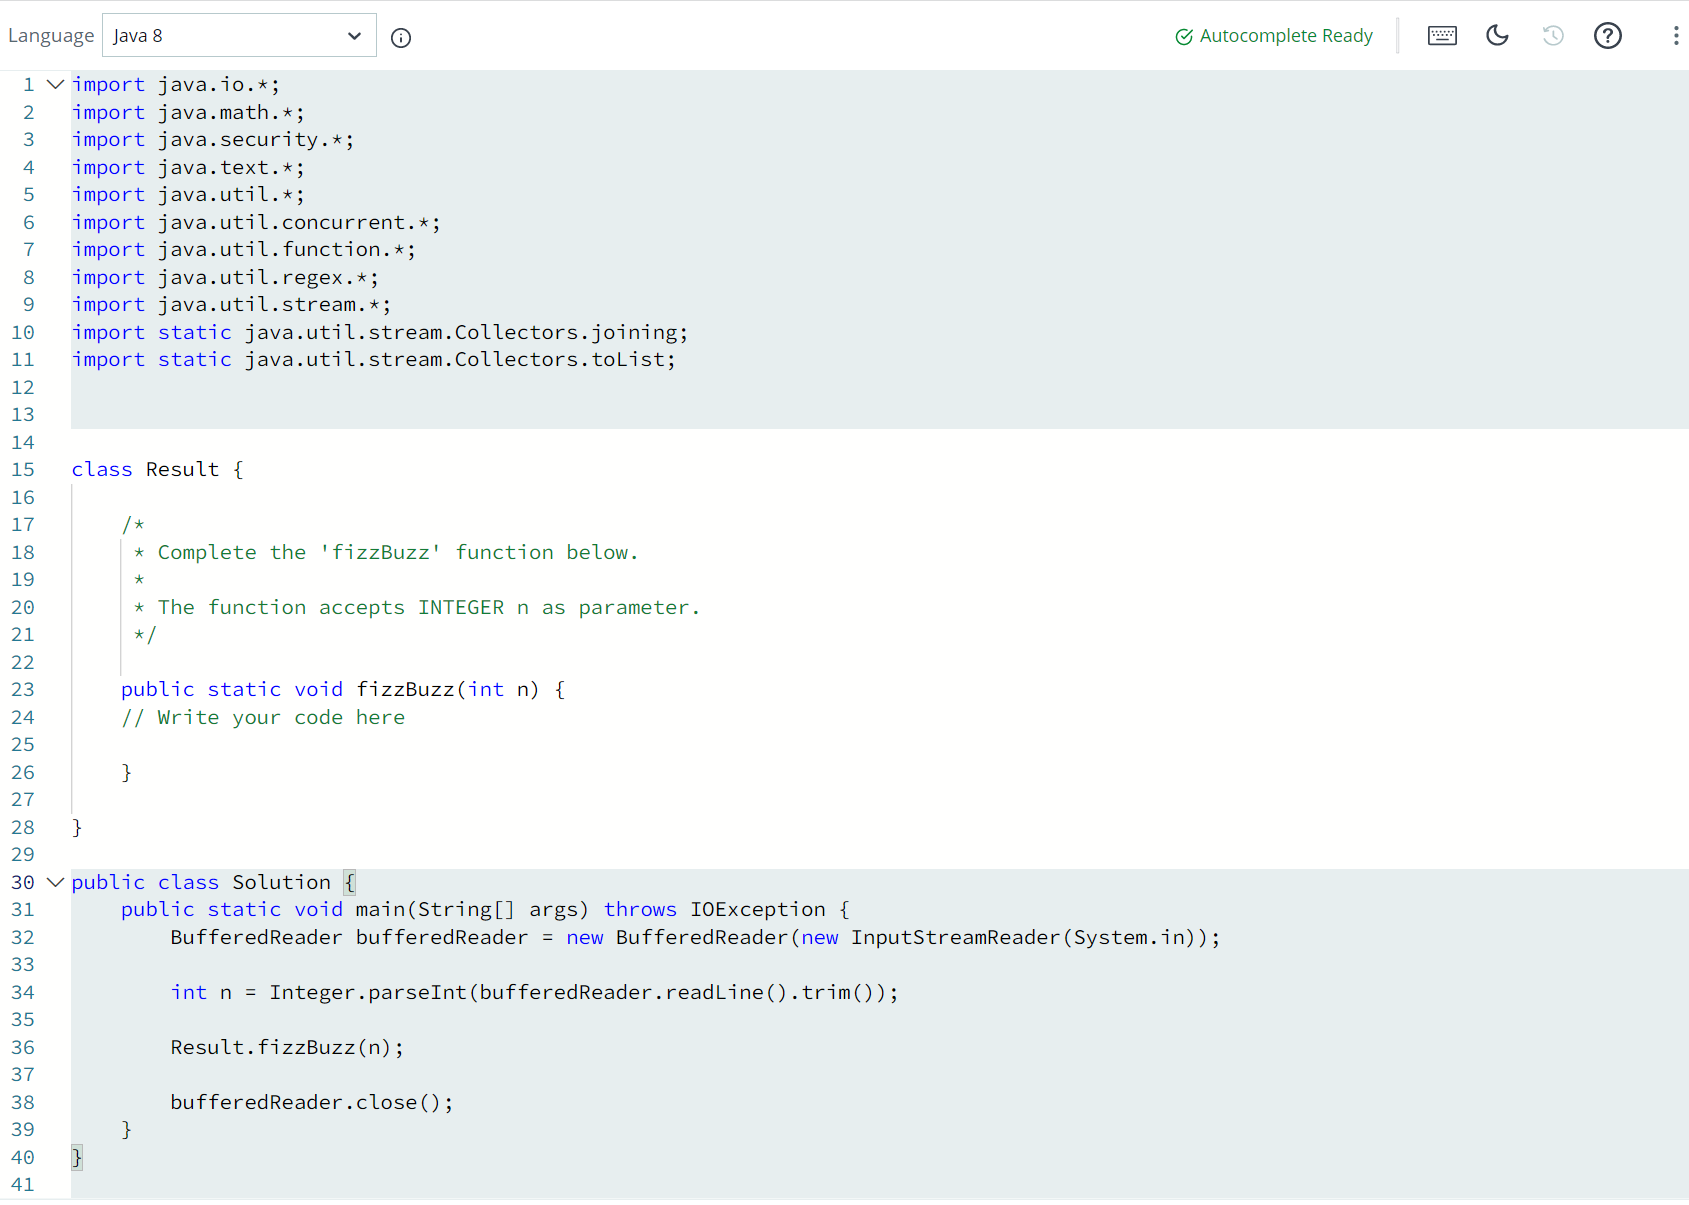 Language Java 8 Autocomplete Ready
1 import java.io.*;
2 import java.math.*;
3 import java.security.*;
4 import java.text.*;
5 import java.util.*;
6 import java.util.concurrent.*;
7 import java.util.function.*;
8 import java.util.regex.*;
9 import java.util.stream.*;
10 import static java.util.stream.Collectors.joining;
11 import static java.util.stream.Collectors.toList;
12
13
14
15 class Result {
16
17     /*
18      * Complete the 'fizzBuzz' function below.
19      *
20      * The function accepts INTEGER n as parameter.
21      */
22
23     public static void fizzBuzz(int n) {
24     // Write your code here
25
26     }
27
28 }
29
30 public class Solution {
31     public static void main(String[] args) throws IOException {
32         BufferedReader bufferedReader = new BufferedReader(new InputStreamReader(System.in));
33
34         int n = Integer.parseInt(bufferedReader.readLine().trim());
35
36         Result.fizzBuzz(n);
37
38         bufferedReader.close();
39     }
40 }
41